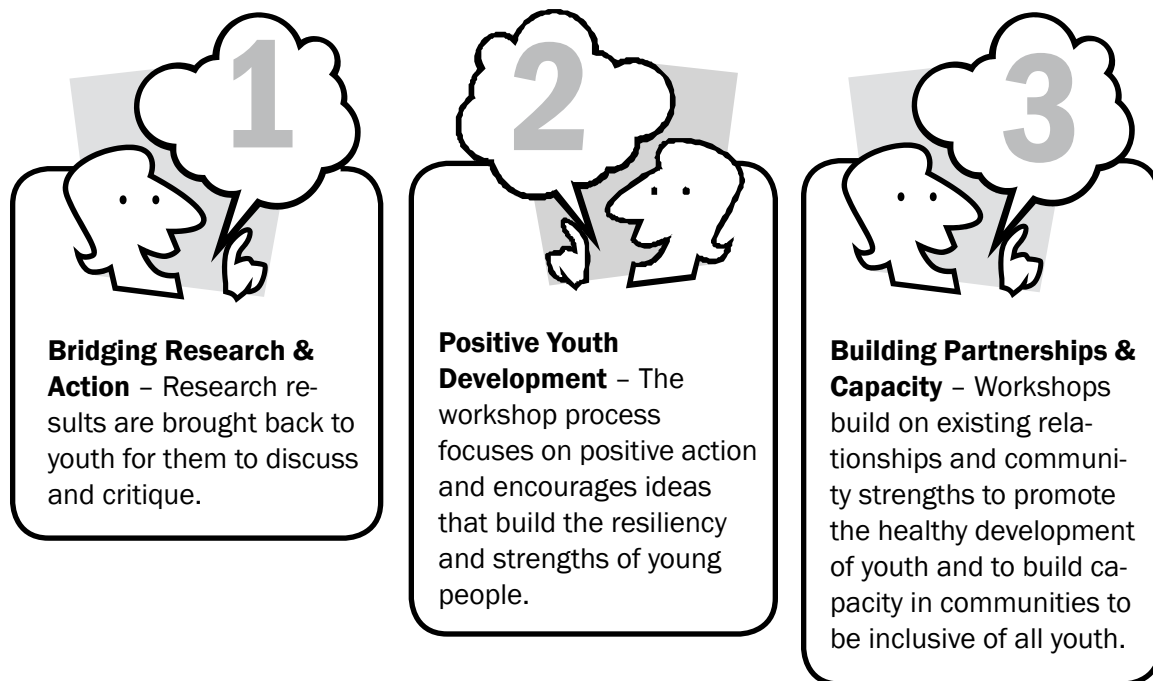 1
Bridging Research &
Action – Research re-
sults are brought back to
youth for them to discuss
and critique.
2
Positive Youth
Development – The
workshop process
focuses on positive action
and encourages ideas
that build the resiliency
and strengths of young
people.
3
Building Partnerships &
Capacity – Workshops
build on existing rela-
tionships and communi-
ty strengths to promote
the healthy development
of youth and to build ca-
pacity in communities to
be inclusive of all youth.